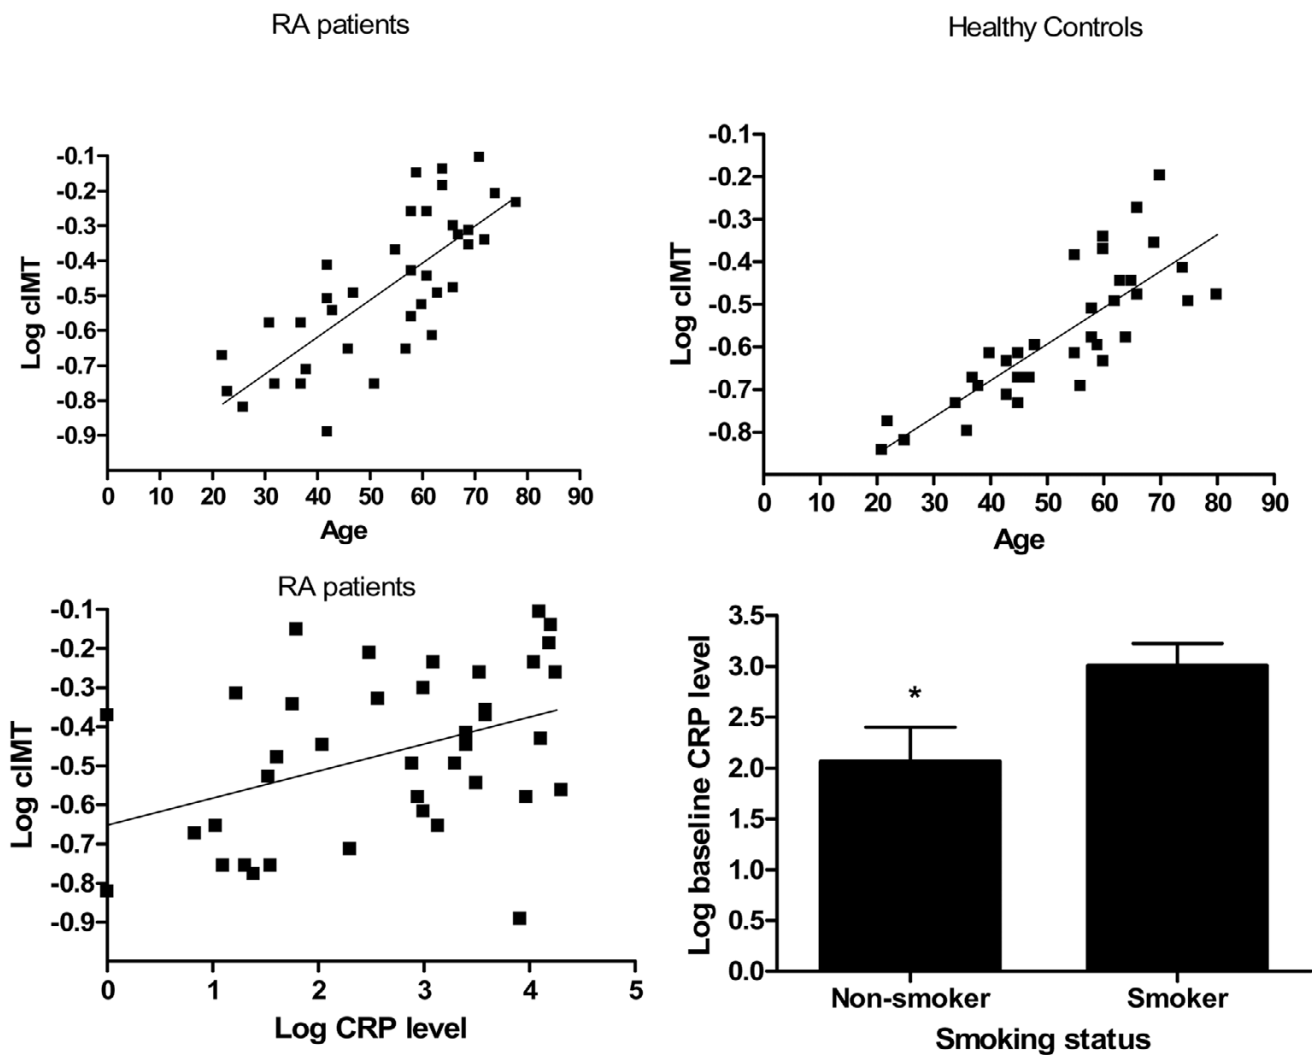 RA patients
Log cIMT
-0.1
-0.2
-0.3
-0.4
-0.5
-0.6
-0.7
-0.8
-0.9
0 10 20 30 40 50 60 70 80 90
Age
Healthy Controls
Log cIMT
-0.1
-0.2
-0.3
-0.4
-0.5
-0.6
-0.7
-0.8
0 10 20 30 40 50 60 70 80 90
Age
RA patients
Log cIMT
-0.1
-0.2
-0.3
-0.4
-0.5
-0.6
-0.7
-0.8
-0.9
0 1 2 3 4 5
Log CRP level
Log baseline CRP level
3.5
3.0
2.5
2.0
1.5
1.0
0.5
0.0
*
Non-smoker Smoker
Smoking status